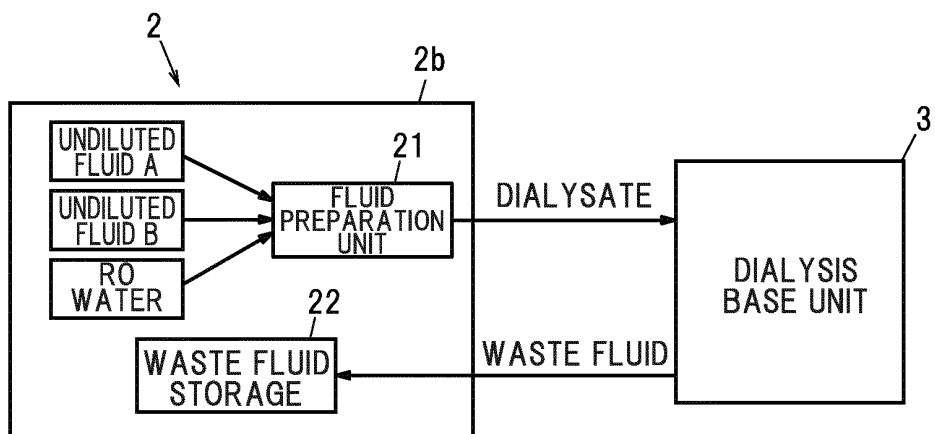 2
2b
UNDILUTED
FLUID A
UNDILUTED
FLUID B
RO
WATER
21
FLUID
PREPARATION
UNIT
DIALYSATE
3
DIALYSIS
BASE UNIT
22
WASTE FLUID
STORAGE
WASTE FLUID